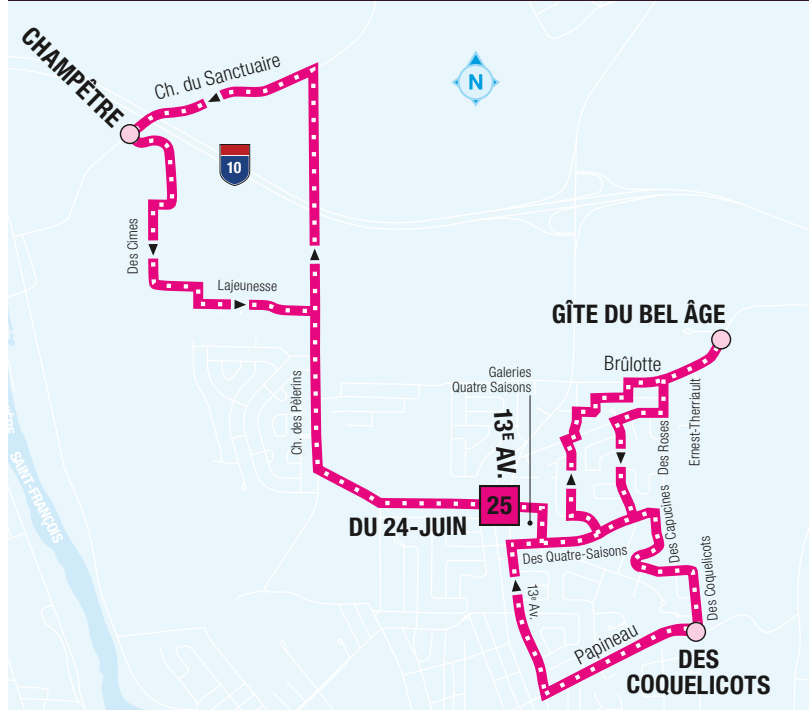 CHAMPÊTRE
Ch. du Sanctuaire
N
10
Des Cimes
Lajeunesse
Ch. des Pèlerins
GÎTE DU BEL ÂGE
Brûlotte
Galeries
Quatre Saisons
Ernest-Therriault
Des Roses
13E AV.
25
DU 24-JUIN
Des Quatre-Saisons
Des Capucines
Des Coquelicots
13e Av.
Papineau
DES
COQUELICOTS
SAINT-FRANÇOIS